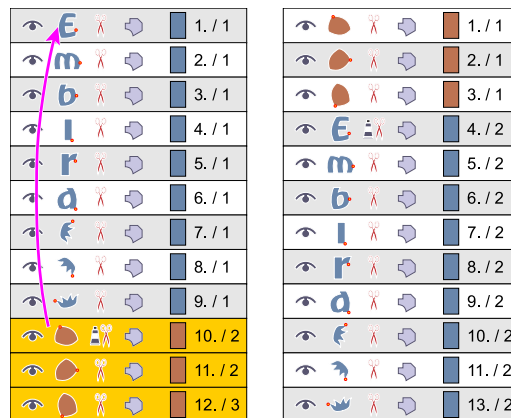 E 1. / 1
m 2. / 1
b 3. / 1
l 4. / 1
r 5. / 1
a 6. / 1
7. / 1
8. / 1
9. / 1
10. / 2
11. / 2
12. / 3
1. / 1
2. / 1
3. / 1
E 4. / 2
m 5. / 2
b 6. / 2
l 7. / 2
r 8. / 2
a 9. / 2
10. / 2
11. / 2
13. / 2